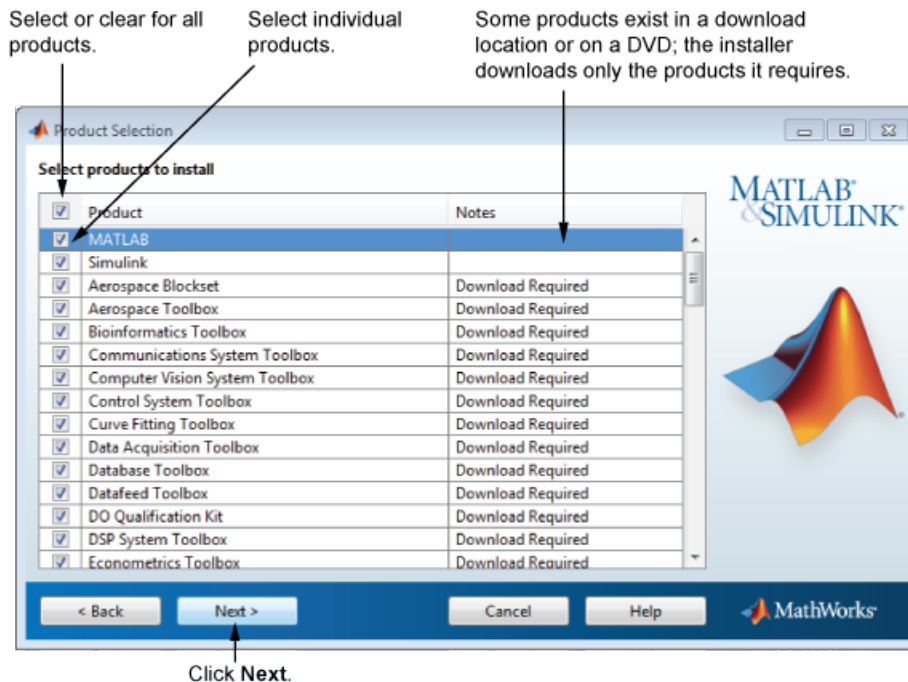 Select or clear for all
products.
Select individual
products.
Some products exist in a download
location or on a DVD; the installer
downloads only the products it requires.
Product Selection
Select products to install
Product Notes
MATLAB
Simulink
Aerospace Blockset Download Required
Aerospace Toolbox Download Required
Bioinformatics Toolbox Download Required
Communications System Toolbox Download Required
Computer Vision System Toolbox Download Required
Control System Toolbox Download Required
Curve Fitting Toolbox Download Required
Data Acquisition Toolbox Download Required
Database Toolbox Download Required
Datafeed Toolbox Download Required
DO Qualification Kit Download Required
DSP System Toolbox Download Required
Econometrics Toolbox Download Required
MATLAB®
&SIMULINK®
< Back Next > Cancel Help MathWorks®
Click Next.